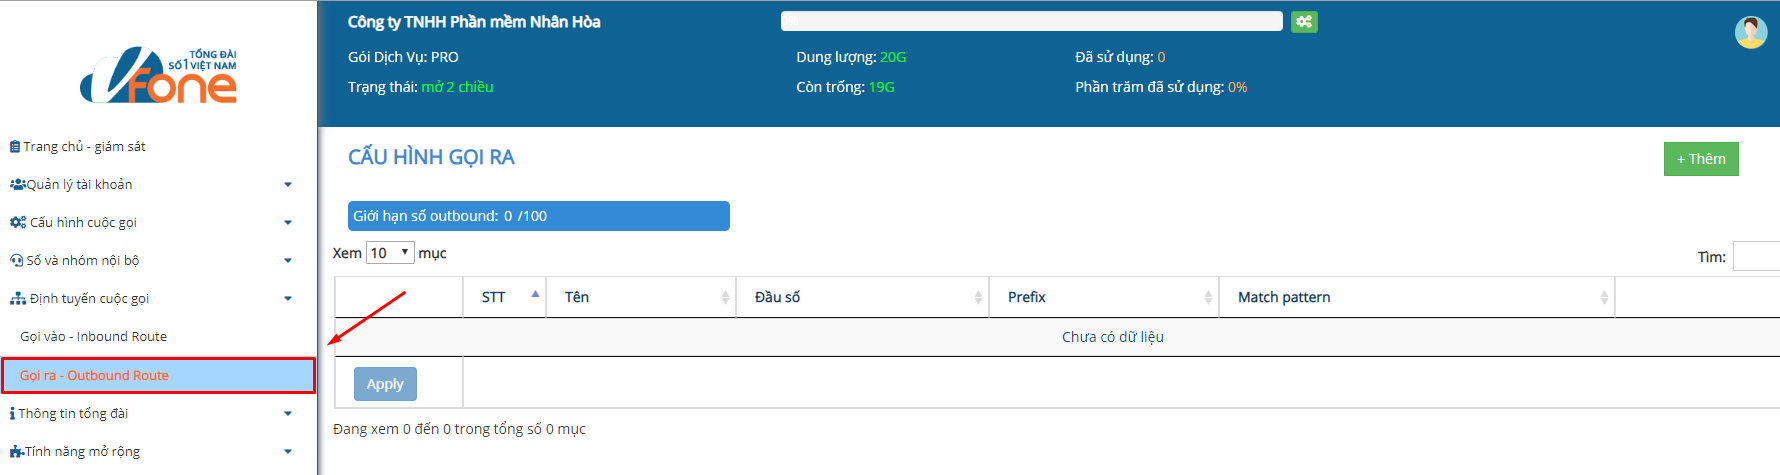 TỔNG ĐÀI
SỐ 1 VIỆT NAM
Vfone
Trang chủ - giám sát
Quản lý tài khoản
Cấu hình cuộc gọi
Số và nhóm nội bộ
Định tuyến cuộc gọi
Gọi vào - Inbound Route
Gọi ra - Outbound Route
Thông tin tổng đài
Tính năng mở rộng
Công ty TNHH Phần mềm Nhân Hòa
0%
Gói Dịch Vụ: PRO
Dung lượng: 20G
Đã sử dụng: 0
Trạng thái: mở 2 chiều
Còn trống: 19G
Phần trăm đã sử dụng: 0%
CẤU HÌNH GỌI RA
+ Thêm
Giới hạn số outbound: 0 /100
Xem 10 mục
Tìm:
STT Tên Đầu số Prefix Match pattern
Chưa có dữ liệu
Apply
Đang xem 0 đến 0 trong tổng số 0 mục